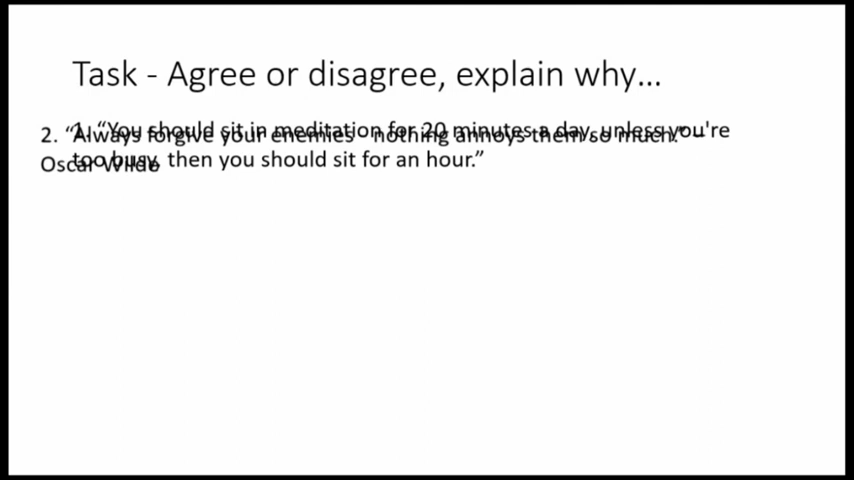 Task - Agree or disagree, explain why...
1. “You should sit in meditation for 20 minutes a day, unless you're
too busy, then you should sit for an hour.”
2. “Always forgive your enemies nothing annoys them so much.” –
Oscar Wilde